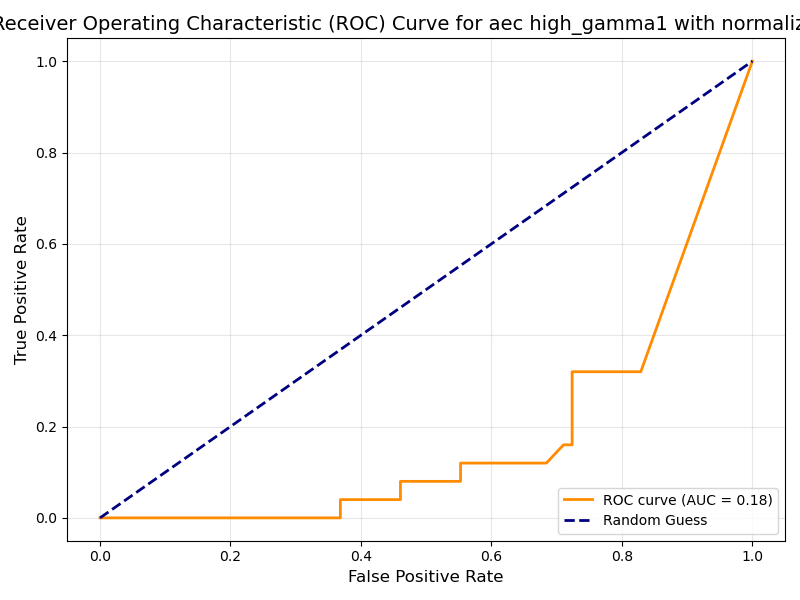 Receiver Operating Characteristic (ROC) Curve for aec high_gamma1 with normaliz
1.0
0.8
0.6
0.4
0.2
0.0
True Positive Rate
ROC curve (AUC = 0.18)
Random Guess
0.0 0.2 0.4 0.6 0.8 1.0
False Positive Rate